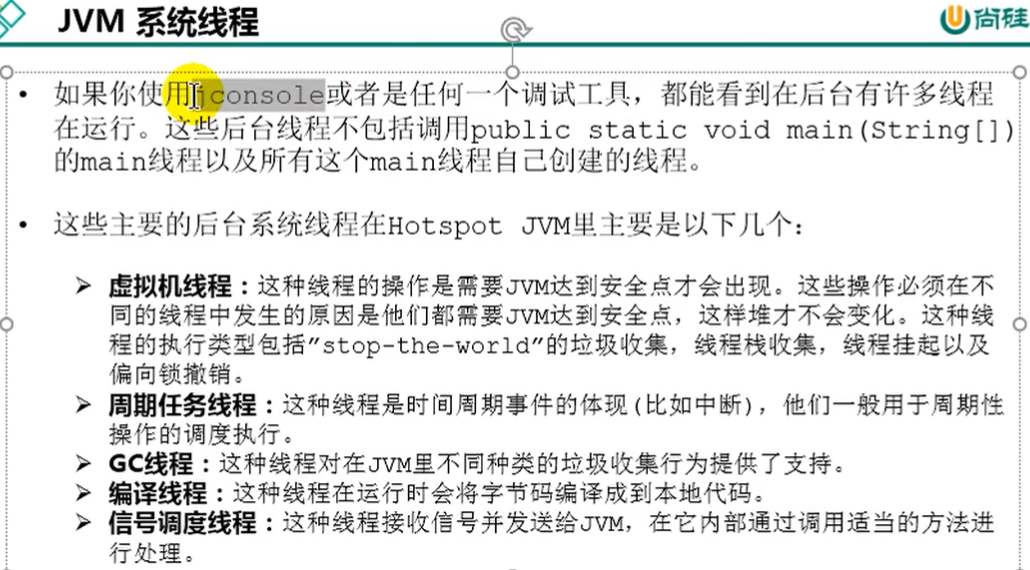 JVM 系统线程
尚硅
• 如果你使用jconsole或者是任何一个调试工具，都能看到在后台有许多线程
在运行。这些后台线程不包括调用public static void main(String[])
的main线程以及所有这个main线程自己创建的线程。
• 这些主要的后台系统线程在Hotspot JVM里主要是以下几个：
➢ 虚拟机线程：这种线程的操作是需要JVM达到安全点才会出现。这些操作必须在不
同的线程中发生的原因是他们都需要JVM达到安全点，这样堆才不会变化。这种线
程的执行类型包括"stop-the-world"的垃圾收集，线程栈收集，线程挂起以及
偏向锁撤销。
➢ 周期任务线程：这种线程是时间周期事件的体现(比如中断)，他们一般用于周期性
操作的调度执行。
➢ GC线程：这种线程对在JVM里不同种类的垃圾收集行为提供了支持。
➢ 编译线程：这种线程在运行时会将字节码编译成到本地代码。
➢ 信号调度线程：这种线程接收信号并发送给JVM，在它内部通过调用适当的方法进
行处理。